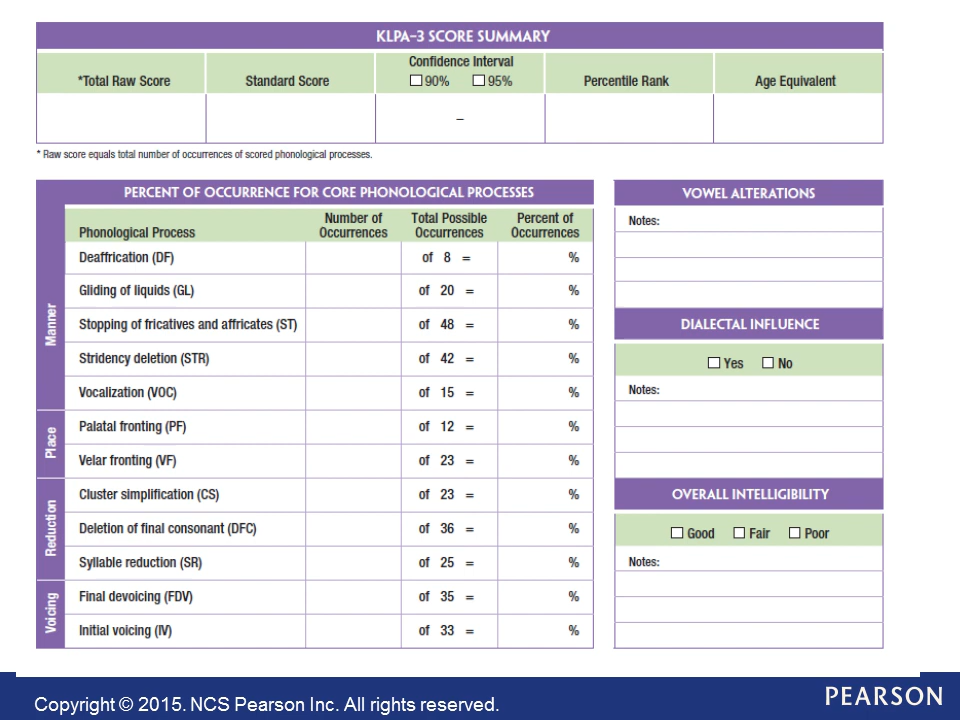 KLPA–3 SCORE SUMMARY
*Total Raw Score
Standard Score
Confidence Interval
☐ 90% ☐ 95%
Percentile Rank
Age Equivalent
–
* Raw score equals total number of occurrences of scored phonological processes.
PERCENT OF OCCURRENCE FOR CORE PHONOLOGICAL PROCESSES
Phonological Process
Number of
Occurrences
Total Possible
Occurrences
Percent of
Occurrences
Manner
Deaffrication (DF) of 8 = %
Gliding of liquids (GL) of 20 = %
Stopping of fricatives and affricates (ST) of 48 = %
Stridency deletion (STR) of 42 = %
Vocalization (VOC) of 15 = %
Place
Palatal fronting (PF) of 12 = %
Velar fronting (VF) of 23 = %
Reduction
Cluster simplification (CS) of 23 = %
Deletion of final consonant (DFC) of 36 = %
Syllable reduction (SR) of 25 = %
Voicing
Final devoicing (FDV) of 35 = %
Initial voicing (IV) of 33 = %
VOWEL ALTERATIONS
Notes:
DIALECTAL INFLUENCE
☐ Yes ☐ No
Notes:
OVERALL INTELLIGIBILITY
☐ Good ☐ Fair ☐ Poor
Notes:
Copyright © 2015. NCS Pearson Inc. All rights reserved.
PEARSON